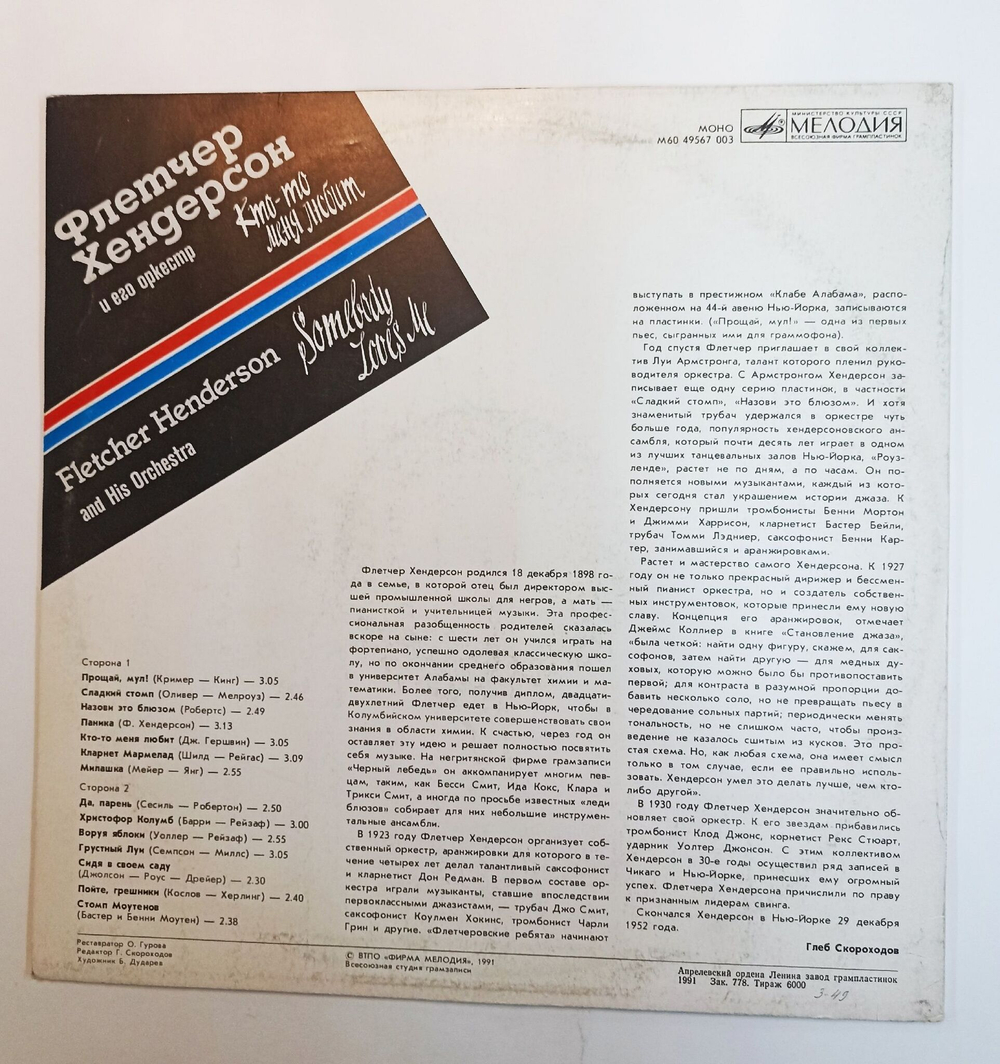 Флетчер
Хендерсон
и его оркестр
Кто-то
меня любит
Fletcher Henderson
and His Orchestra
Somebody
Loves Me
МОНО
М60 49567 003
МИНИСТЕРСТВО КУЛЬТУРЫ СССР
МЕЛОДИЯ
ВСЕСОЮЗНАЯ ФИРМА ГРАМПЛАСТИНОК
Сторона 1
Прощай, мул! (Кример — Кинг) — 3.05
Сладкий стомп (Оливер — Мелроуз) — 2.46
Назови это блюзом (Робертс) — 2.49
Паника (Ф. Хендерсон) — 3.13
Кто-то меня любит (Дж. Гершвин) — 3.05
Кларнет Мармелад (Шилд — Рейгас) — 3.09
Милашка (Мейер — Янг) — 2.55
Сторона 2
Да, парень (Сесиль — Робертон) — 2.50
Христофор Колумб (Барри — Рейзаф) — 3.00
Воруя яблоки (Уоллер — Рейзаф) — 2.55
Грустный Луи (Семпсон — Миллс) — 3.05
Сидя в своем саду
(Джолсон — Роус — Дрейер) — 2.30
Пойте, грешники (Кослов — Херлинг) — 2.40
Стомп Моутенов
(Бастер и Бенни Моутен) — 2.38
Флетчер Хендерсон родился 18 декабря 1898 го-
да в семье, в которой отец был директором выс-
шей промышленной школы для негров, а мать —
пианисткой и учительницей музыки. Эта профес-
сиональная разобщенность родителей сказалась
вскоре на сыне: с шести лет он учился играть на
фортепиано, успешно одолевая классическую шко-
лу, но по окончании среднего образования пошел
в университет Алабамы на факультет химии и ма-
тематики. Более того, получив диплом, двадцати-
двухлетний Флетчер едет в Нью-Йорк, чтобы в
Колумбийском университете совершенствовать свои
знания в области химии. К счастью, через год он
оставляет эту идею и решает полностью посвятить
себя музыке. На негритянской фирме грамзаписи
«Черный лебедь» он аккомпанирует многим пев-
цам, таким, как Бесси Смит, Ида Кокс, Клара и
Трикси Смит, а иногда по просьбе известных «леди
блюзов» собирает для них небольшие инструмен-
тальные ансамбли.
В 1923 году Флетчер Хендерсон организует соб-
ственный оркестр, аранжировки для которого в те-
чение четырех лет делал талантливый саксофонист
и кларнетист Дон Редман. В первом составе ор-
кестра играли музыканты, ставшие впоследствии
первоклассными джазистами, — трубач Джо Смит,
саксофонист Коулмен Хокинс, тромбонист Чарли
Грин и другие. «Флетчеровские ребята» начинают
выступать в престижном «Клабе Алабама», распо-
ложенном на 44-й авеню Нью-Йорка, записываются
на пластинки. («Прощай, мул!» — одна из первых
пьес, сыгранных ими для граммофона).
Год спустя Флетчер приглашает в свой коллек-
тив Луи Армстронга, талант которого пленил руко-
водителя оркестра. С Армстронгом Хендерсон за-
писывает еще одну серию пластинок, в частности
«Сладкий стомп», «Назови это блюзом». И хотя
знаменитый трубач удержался в оркестре чуть
больше года, популярность хендерсоновского ан-
самбля, который почти десять лет играет в одном
из лучших танцевальных залов Нью-Йорка, «Роуз-
ленде», растет не по дням, а по часам. Он по-
полняется новыми музыкантами, каждый из кото-
рых сегодня стал украшением истории джаза. К
Хендерсону пришли тромбонисты Бенни Мортон
и Джимми Харрисон, кларнетист Бастер Бейли,
трубач Томми Лэдниер, саксофонист Бенни Кар-
тер, занимавшийся и аранжировками.
Растет и мастерство самого Хендерсона. К 1927
году он не только прекрасный дирижер и бессмен-
ный пианист оркестра, но и создатель собствен-
ных инструментовок, которые принесли ему новую
славу. Концепция его аранжировок, отмечает
Джеймс Коллиер в книге «Становление джаза»,
«была четкой: найти одну фигуру, скажем, для сак-
софонов, затем найти другую — для медных ду-
ховых, которую можно было бы противопоставить
первой; для контраста в разумной пропорции до-
бавить несколько соло, но не превращать пьесу в
чередование сольных партий; периодически менять
тональность, но не слишком часто, чтобы произ-
ведение не казалось сшитым из кусков. Это про-
стая схема. Но, как любая схема, она имеет смысл
только в том случае, если ее правильно исполь-
зовать. Хендерсон умел это делать лучше, чем кто-
либо другой».
В 1930 году Флетчер Хендерсон значительно об-
новляет свой оркестр. К его звездам прибавились
тромбонист Клод Джонс, корнетист Рекс Стюарт,
ударник Уолтер Джонсон. С этим коллективом
Хендерсон в 30-е годы осуществил ряд записей в
Чикаго и Нью-Йорке, принесших ему огромный
успех. Флетчера Хендерсона причислили по праву
к признанным лидерам свинга.
Скончался Хендерсон в Нью-Йорке 29 декабря
1952 года.
Глеб Скороходов
Реставратор О. Гурова
Редактор Г. Скороходов
Художник Б. Дударев
© ВТПО «ФИРМА МЕЛОДИЯ», 1991
Всесоюзная студия грамзаписи
Апрелевский ордена Ленина завод грампластинок
1991 Зак. 778. Тираж 6000
3-49